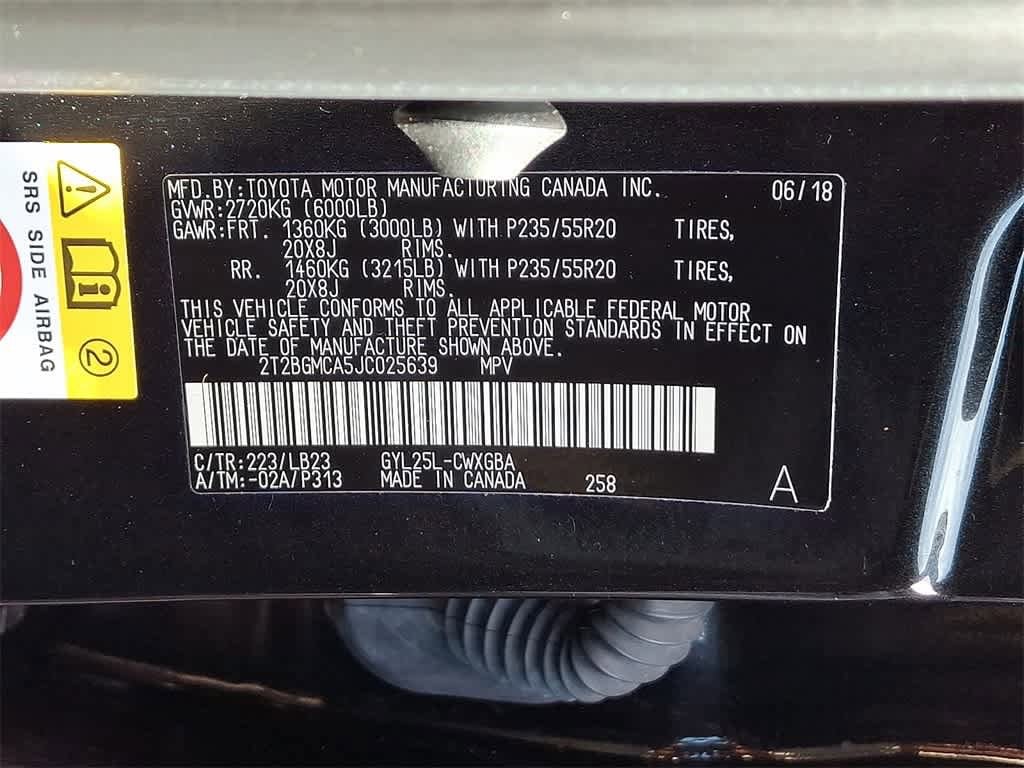 MFD.BY:TOYOTA MOTOR MANUFACTURING CANADA INC. 06/18
GVWR:2720KG (6000LB)
GAWR:FRT. 1360KG (3000LB) WITH P235/55R20 TIRES,
20X8J RIMS.
RR. 1460KG (3215LB) WITH P235/55R20 TIRES,
20X8J RIMS.
THIS VEHICLE CONFORMS TO ALL APPLICABLE FEDERAL MOTOR
VEHICLE SAFETY AND THEFT PREVENTION STANDARDS IN EFFECT ON
THE DATE OF MANUFACTURE SHOWN ABOVE.
2T2BGMCA5JC025639 MPV
C/TR:223/LB23 GYL25L-CWXGBA
A/TM:-02A/P313 MADE IN CANADA 258 A
SRS SIDE AIRBAG
2